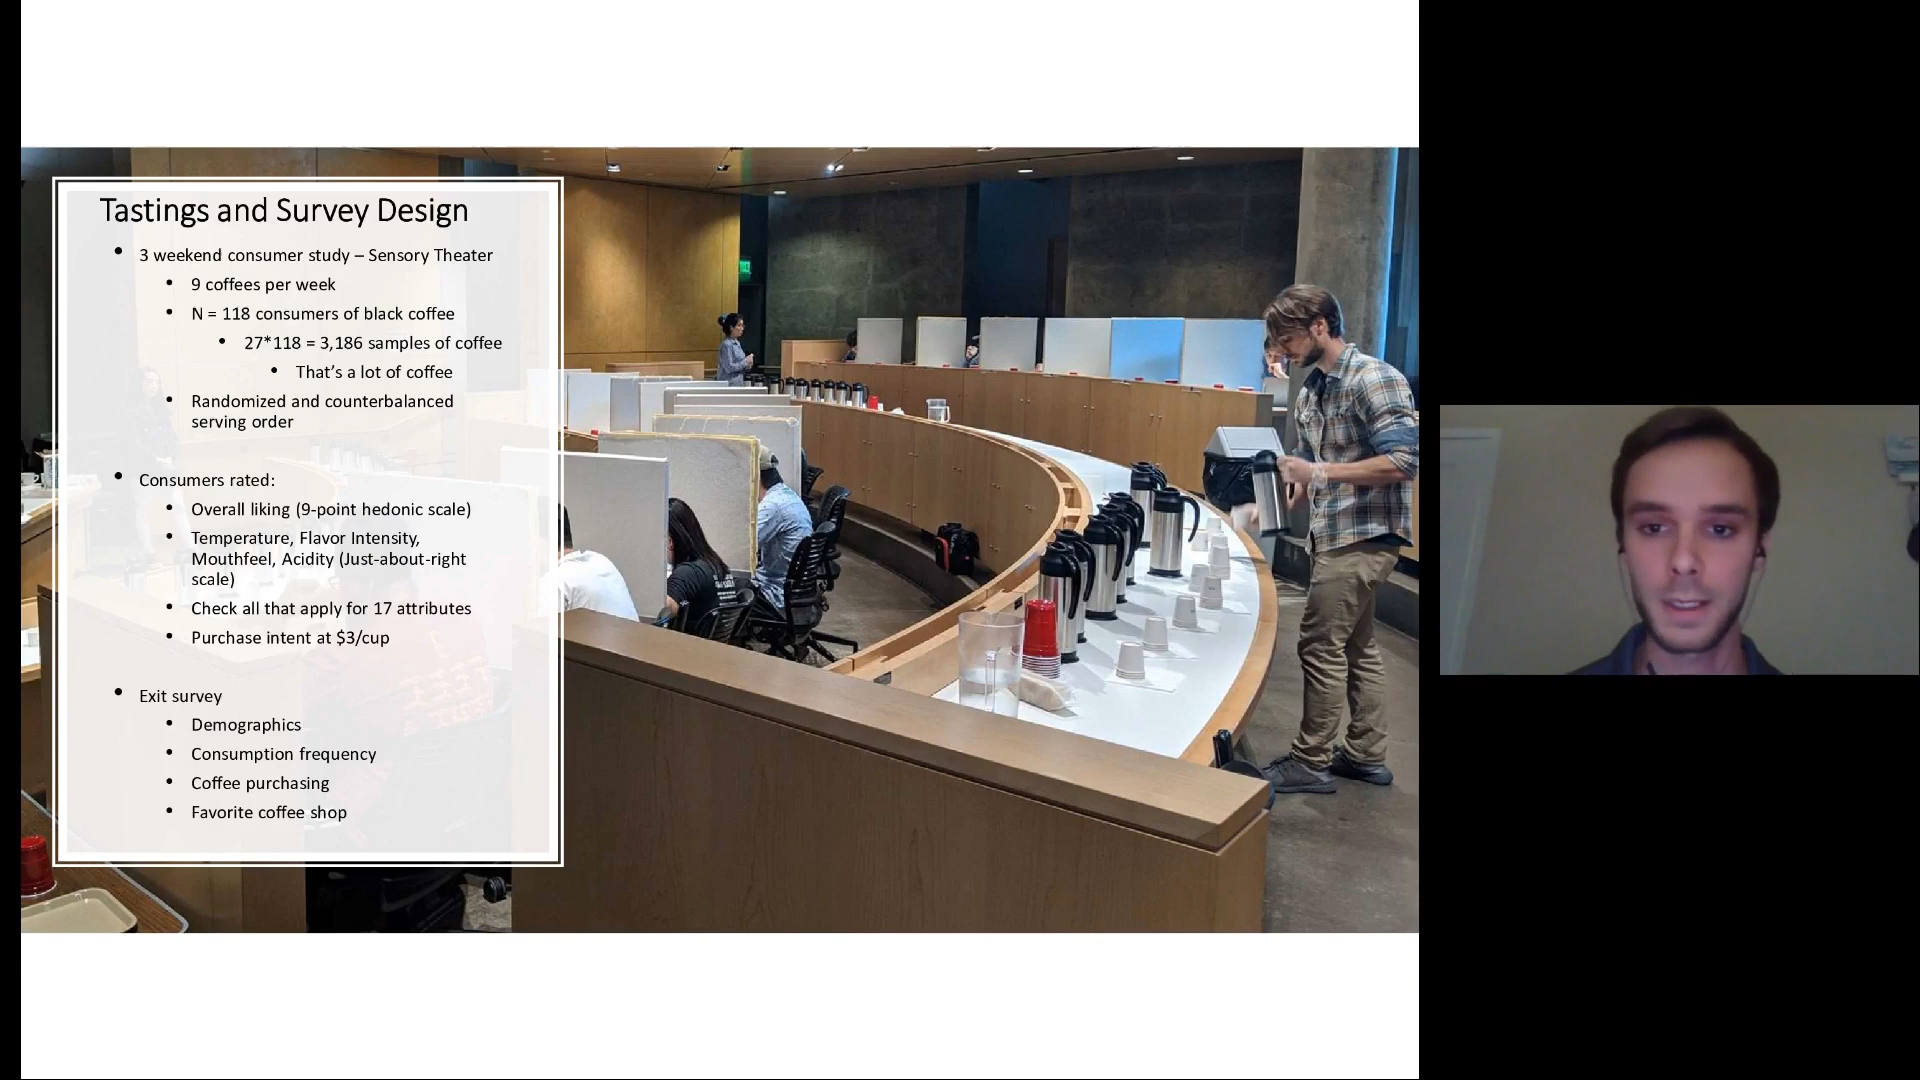 Tastings and Survey Design
• 3 weekend consumer study – Sensory Theater
• 9 coffees per week
• N = 118 consumers of black coffee
• 27*118 = 3,186 samples of coffee
• That's a lot of coffee
• Randomized and counterbalanced
serving order
• Consumers rated:
• Overall liking (9-point hedonic scale)
• Temperature, Flavor Intensity,
Mouthfeel, Acidity (Just-about-right
scale)
• Check all that apply for 17 attributes
• Purchase intent at $3/cup
• Exit survey
• Demographics
• Consumption frequency
• Coffee purchasing
• Favorite coffee shop